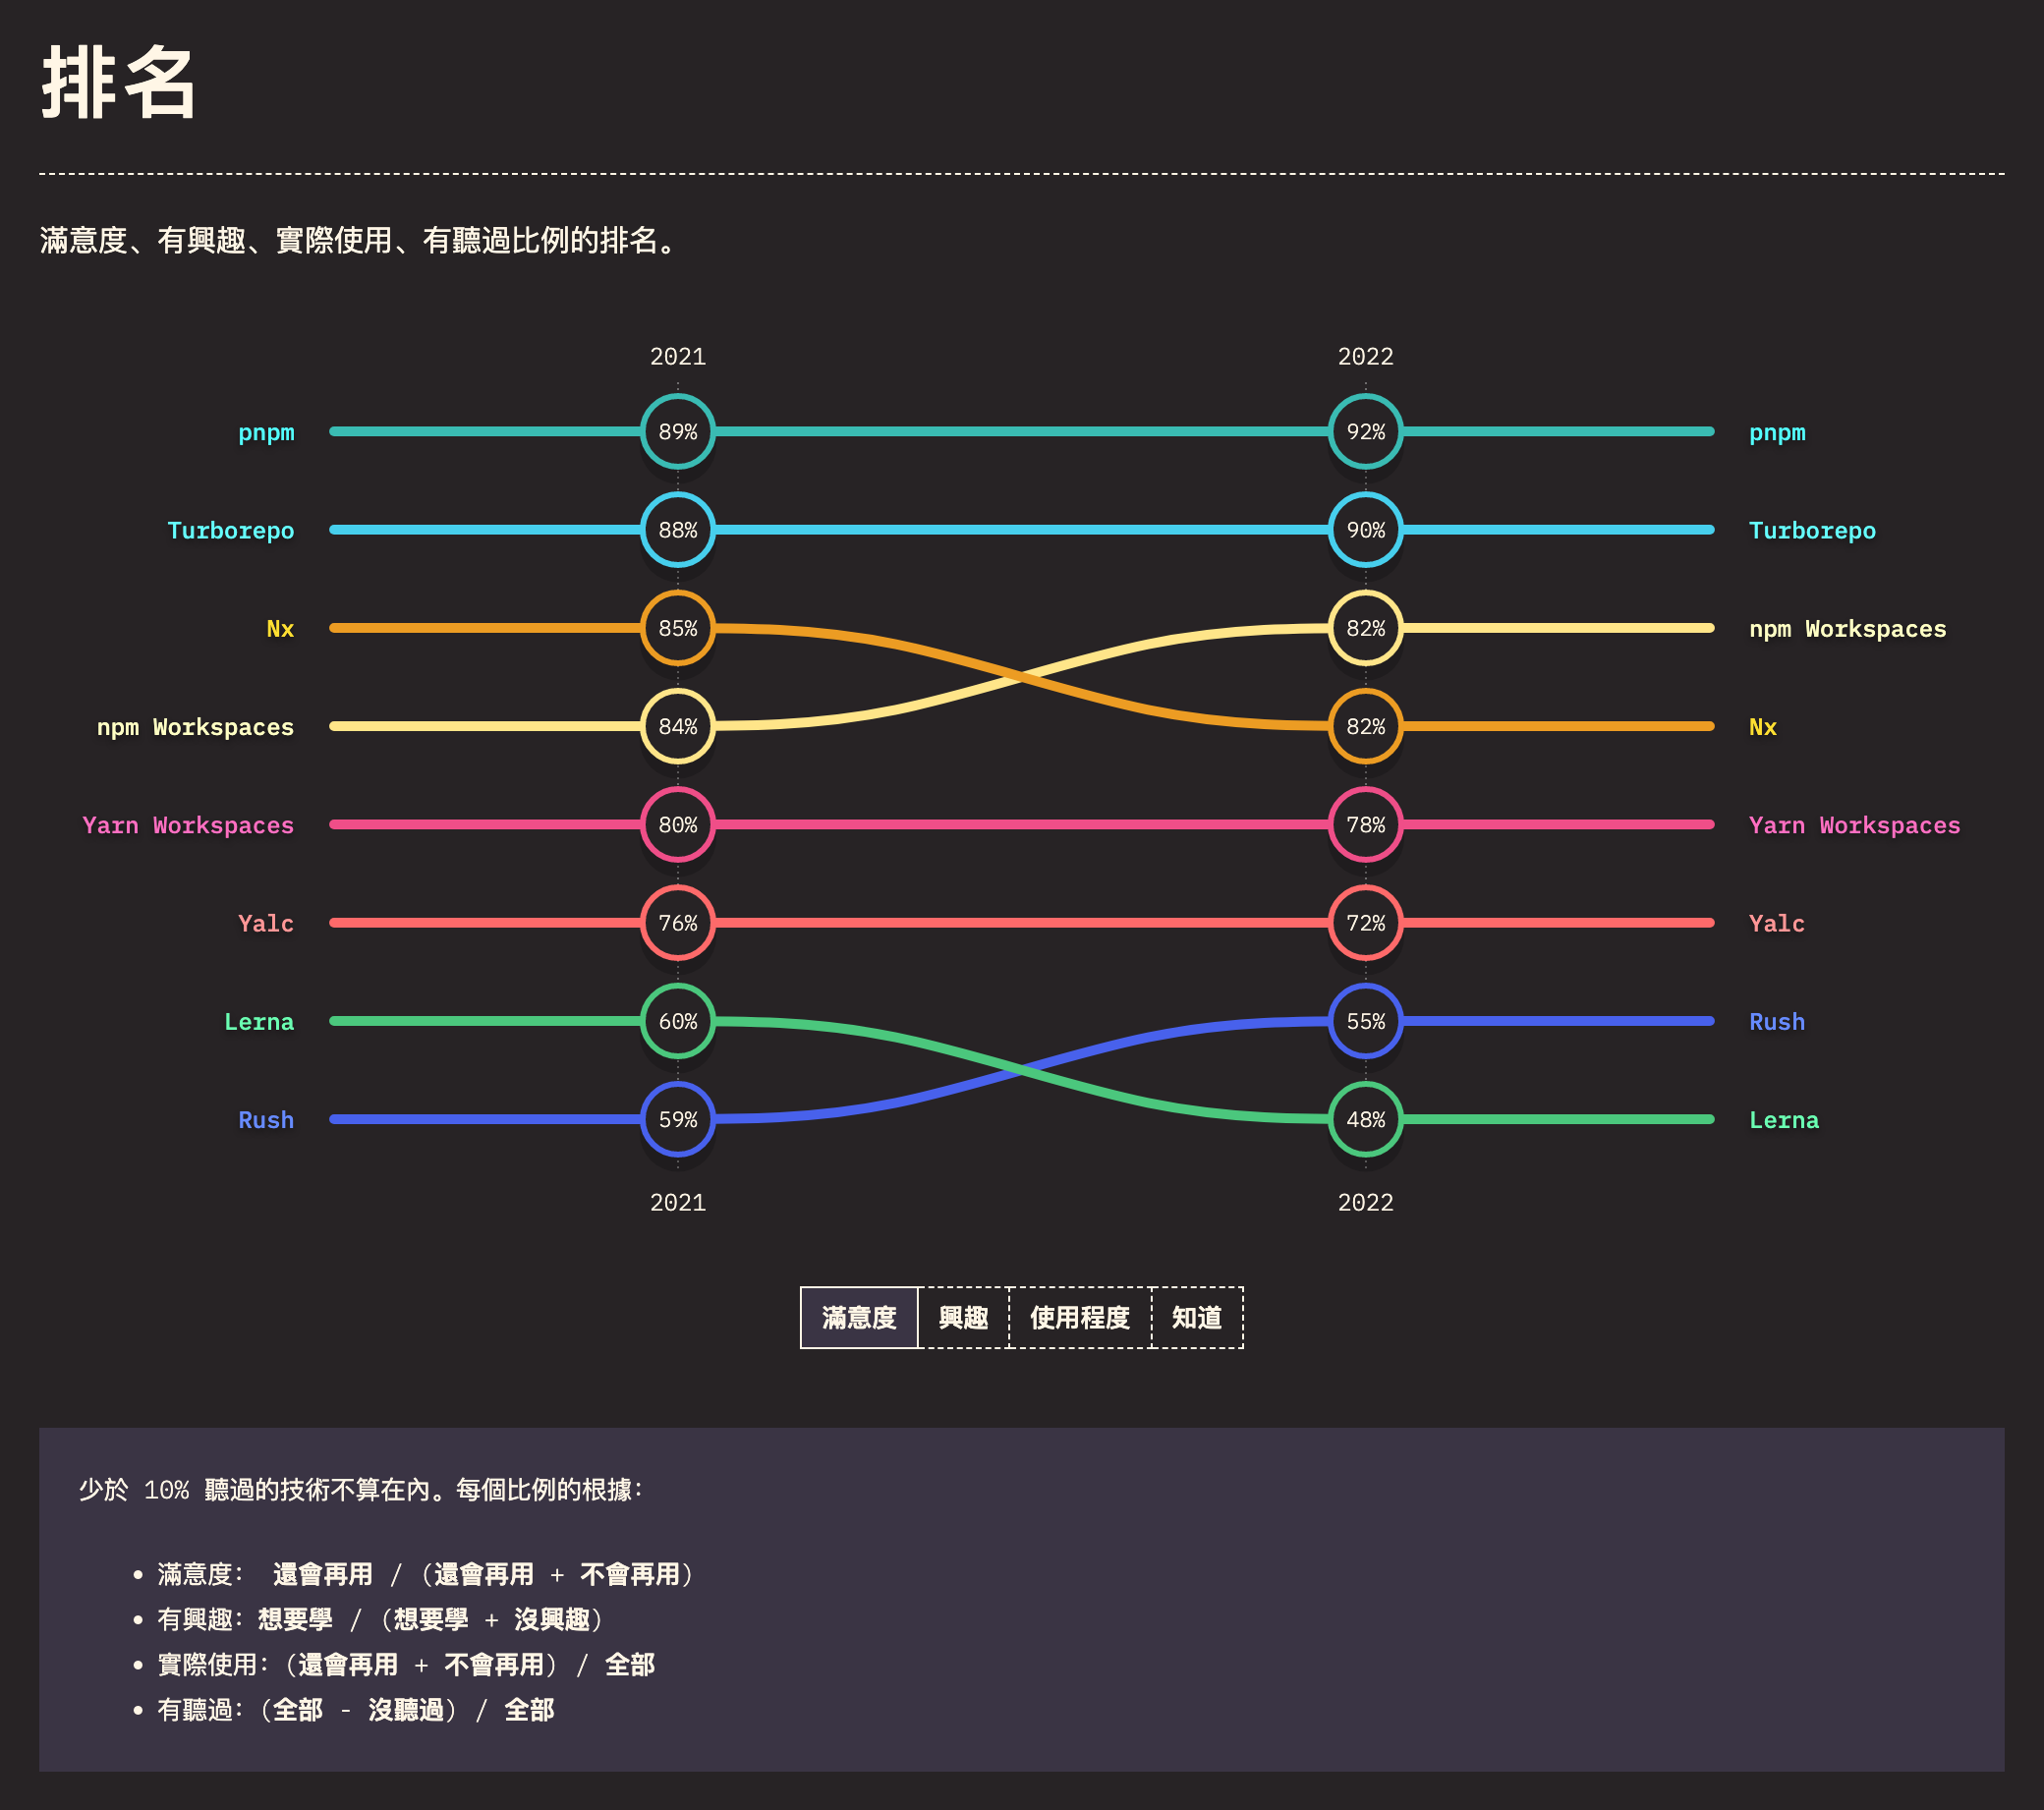 排名
滿意度、有興趣、實際使用、有聽過比例的排名。
2021 2022
pnpm 89% 92% pnpm
Turborepo 88% 90% Turborepo
Nx 85% 82% npm Workspaces
npm Workspaces 84% 82% Nx
Yarn Workspaces 80% 78% Yarn Workspaces
Yalc 76% 72% Yalc
Lerna 60% 55% Rush
Rush 59% 48% Lerna
2021 2022
滿意度 興趣 使用程度 知道
少於 10% 聽過的技術不算在內。每個比例的根據：
• 滿意度： 還會再用 / (還會再用 + 不會再用)
• 有興趣：想要學 / (想要學 + 沒興趣)
• 實際使用：(還會再用 + 不會再用) / 全部
• 有聽過：(全部 - 沒聽過) / 全部